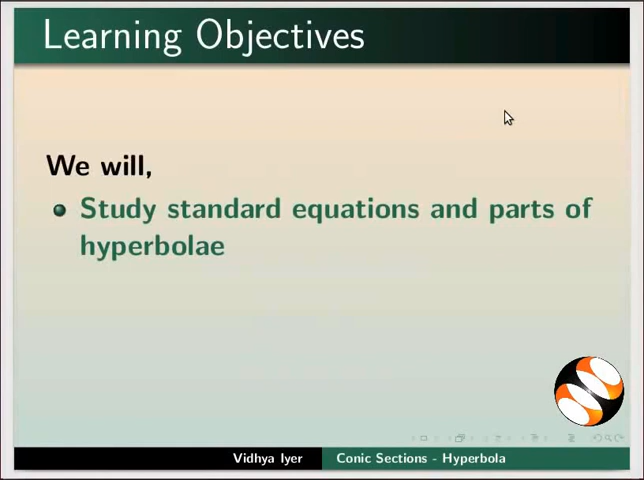 Learning Objectives
We will,
Study standard equations and parts of
hyperbolae
Vidhya Iyer
Conic Sections - Hyperbola